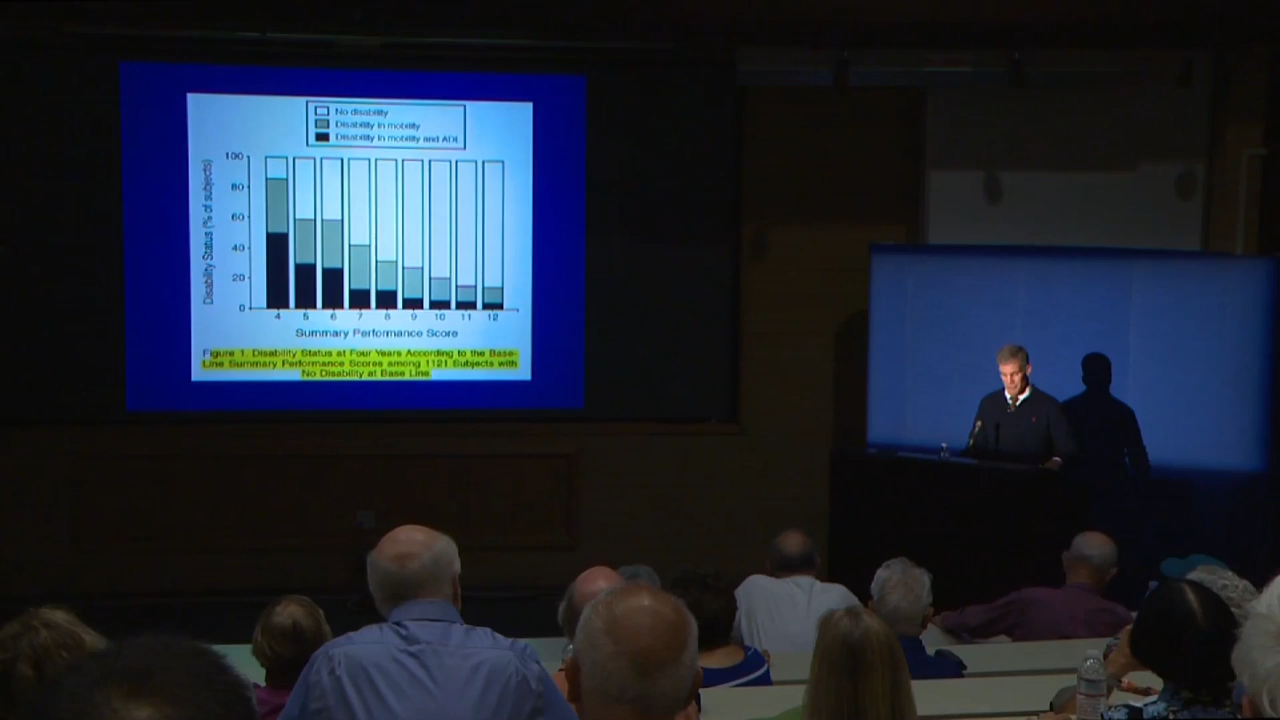 No disability
Disability in mobility
Disability in mobility and ADL
Disability Status (% of subjects)
100
80
60
40
20
0
4 5 6 7 8 9 10 11 12
Summary Performance Score
Figure 1. Disability Status at Four Years According to the Base-
Line Summary Performance Scores among 1121 Subjects with
No Disability at Base Line.